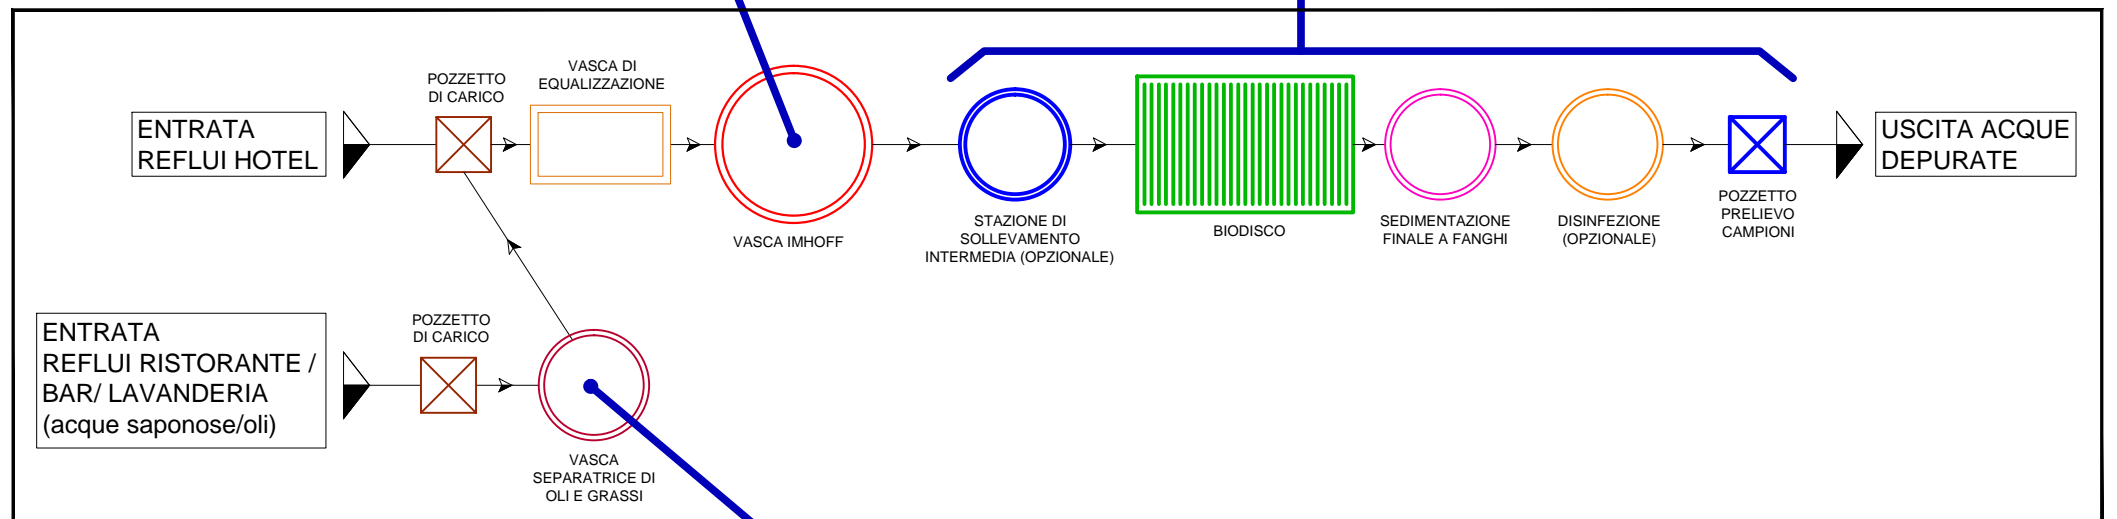 ENTRATA
REFLUI HOTEL
POZZETTO
DI CARICO
VASCA DI
EQUALIZZAZIONE
VASCA IMHOFF
STAZIONE DI
SOLLEVAMENTO
INTERMEDIA (OPZIONALE)
BIODISCO
SEDIMENTAZIONE
FINALE A FANGHI
DISINFEZIONE
(OPZIONALE)
POZZETTO
PRELIEVO
CAMPIONI
USCITA ACQUE
DEPURATE
ENTRATA
REFLUI RISTORANTE /
BAR/ LAVANDERIA
(acque saponose/oli)
POZZETTO
DI CARICO
VASCA
SEPARATRICE DI
OLI E GRASSI